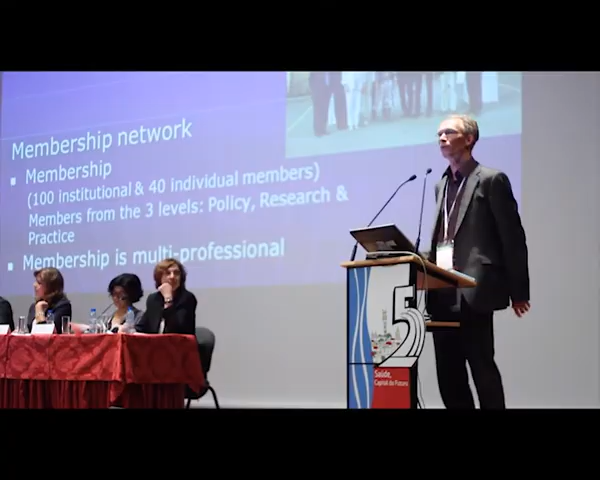 Membership network
Membership
(100 institutional & 40 individual members)
Members from the 3 levels: Policy, Research &
Practice
Membership is multi-professional
5
Saúde,
Capital do Futuro